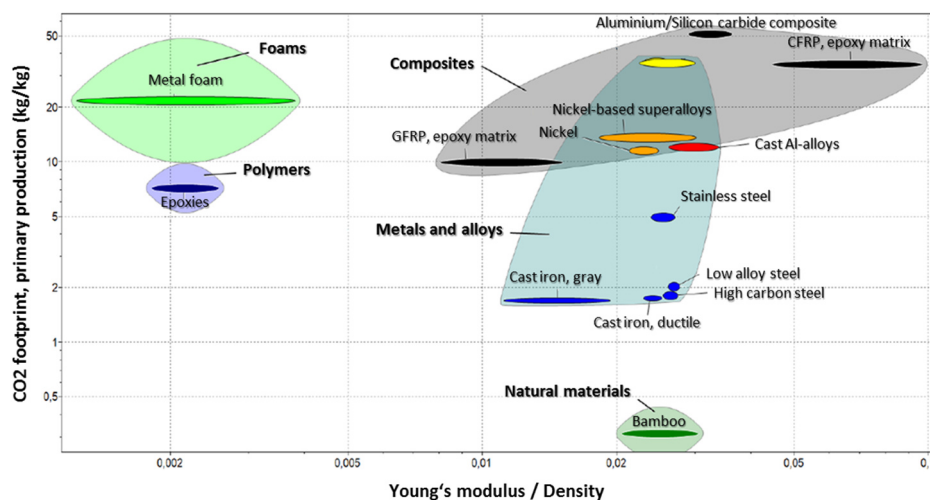 Aluminium/Silicon carbide composite
50
Foams
CFRP, epoxy matrix
Composites
Metal foam
20
Nickel-based superalloys
GFRP, epoxy matrix
Nickel
Cast Al-alloys
10
Polymers
Epoxies
Stainless steel
5
Metals and alloys
Cast iron, gray
Low alloy steel
2
High carbon steel
Cast iron, ductile
1
0,5
Natural materials
Bamboo
CO2 footprint, primary production (kg/kg)
0,002
0,005
0,01
0,02
0,05
0,
Young's modulus / Density